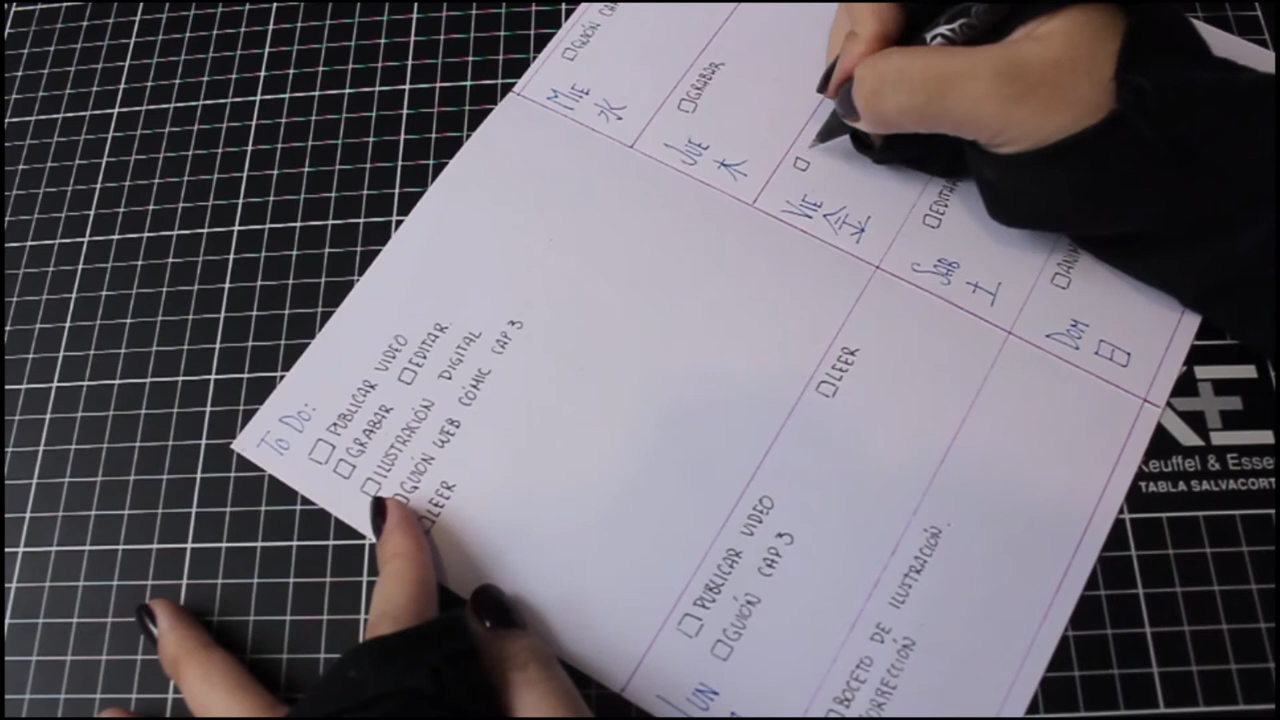 To Do:
□ PUBLICAR VIDEO
□ GRABAR □ EDITAR.
□ ILUSTRACIÓN DIGITAL
□ GUIÓN WEB CÓMIC CAP 3
□ LEER
MIE
水
□ GUIÓN
JUE
木
□ GRABAR
VIE
金
□
SAB
土
□ EDITAR
DOM
日
□
LUN
□ PUBLICAR VIDEO
□ GUIÓN CAP 3
□ LEER
□ BOCETO DE ILUSTRACIÓN.
CORRECCIÓN
K+E
Keuffel & Esse
TABLA SALVACORT